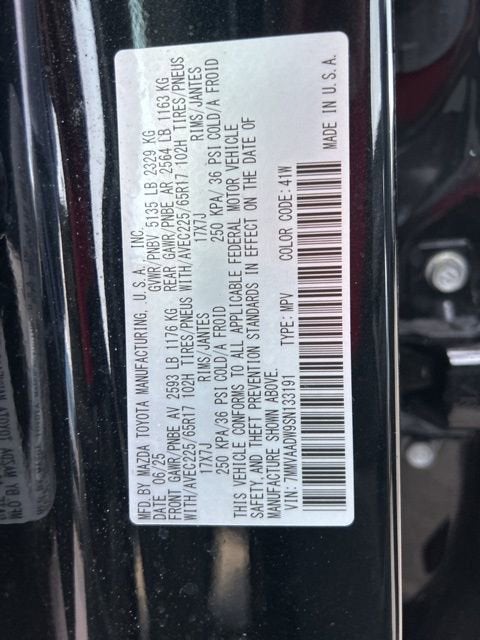 MFD.BY MAZDA TOYOTA MANUFACTURING, U.S.A. INC.
DATE 06/25 GVWR/PNBV 5135 LB 2329 KG
FRONT GAWR/PNBE AV 2593 LB 1176 KG REAR GAWR/PNBE AR 2564 LB 1163 KG
WITH/AVEC225/65R17 102H TIRES/PNEUS WITH/AVEC225/65R17 102H TIRES/PNEUS
17X7J RIMS/JANTES 17X7J RIMS/JANTES
250 KPA/36 PSI COLD/A FROID 250 KPA/ 36 PSI COLD/A FROID
THIS VEHICLE CONFORMS TO ALL APPLICABLE FEDERAL MOTOR VEHICLE
SAFETY, AND THEFT PREVENTION STANDARDS IN EFFECT ON THE DATE OF
MANUFACTURE SHOWN ABOVE.
VIN: 7MMVAADW9SN133191 TYPE: MPV COLOR CODE: 41W
MADE IN U.S.A.